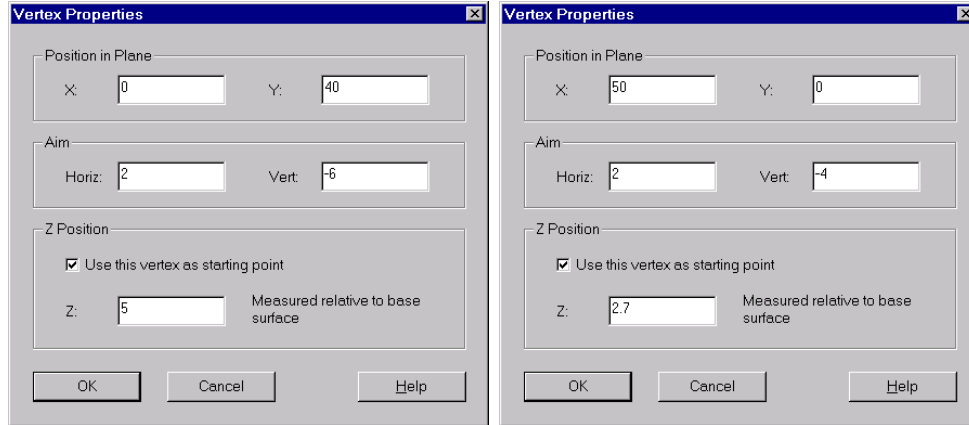 Vertex Properties
Position in Plane
X: 0 Y: 40
Aim
Horiz: 2 Vert: -6
Z Position
Use this vertex as starting point
Z: 5 Measured relative to base
surface
OK Cancel Help
Vertex Properties
Position in Plane
X: 50 Y: 0
Aim
Horiz: 2 Vert: -4
Z Position
Use this vertex as starting point
Z: 2.7 Measured relative to base
surface
OK Cancel Help